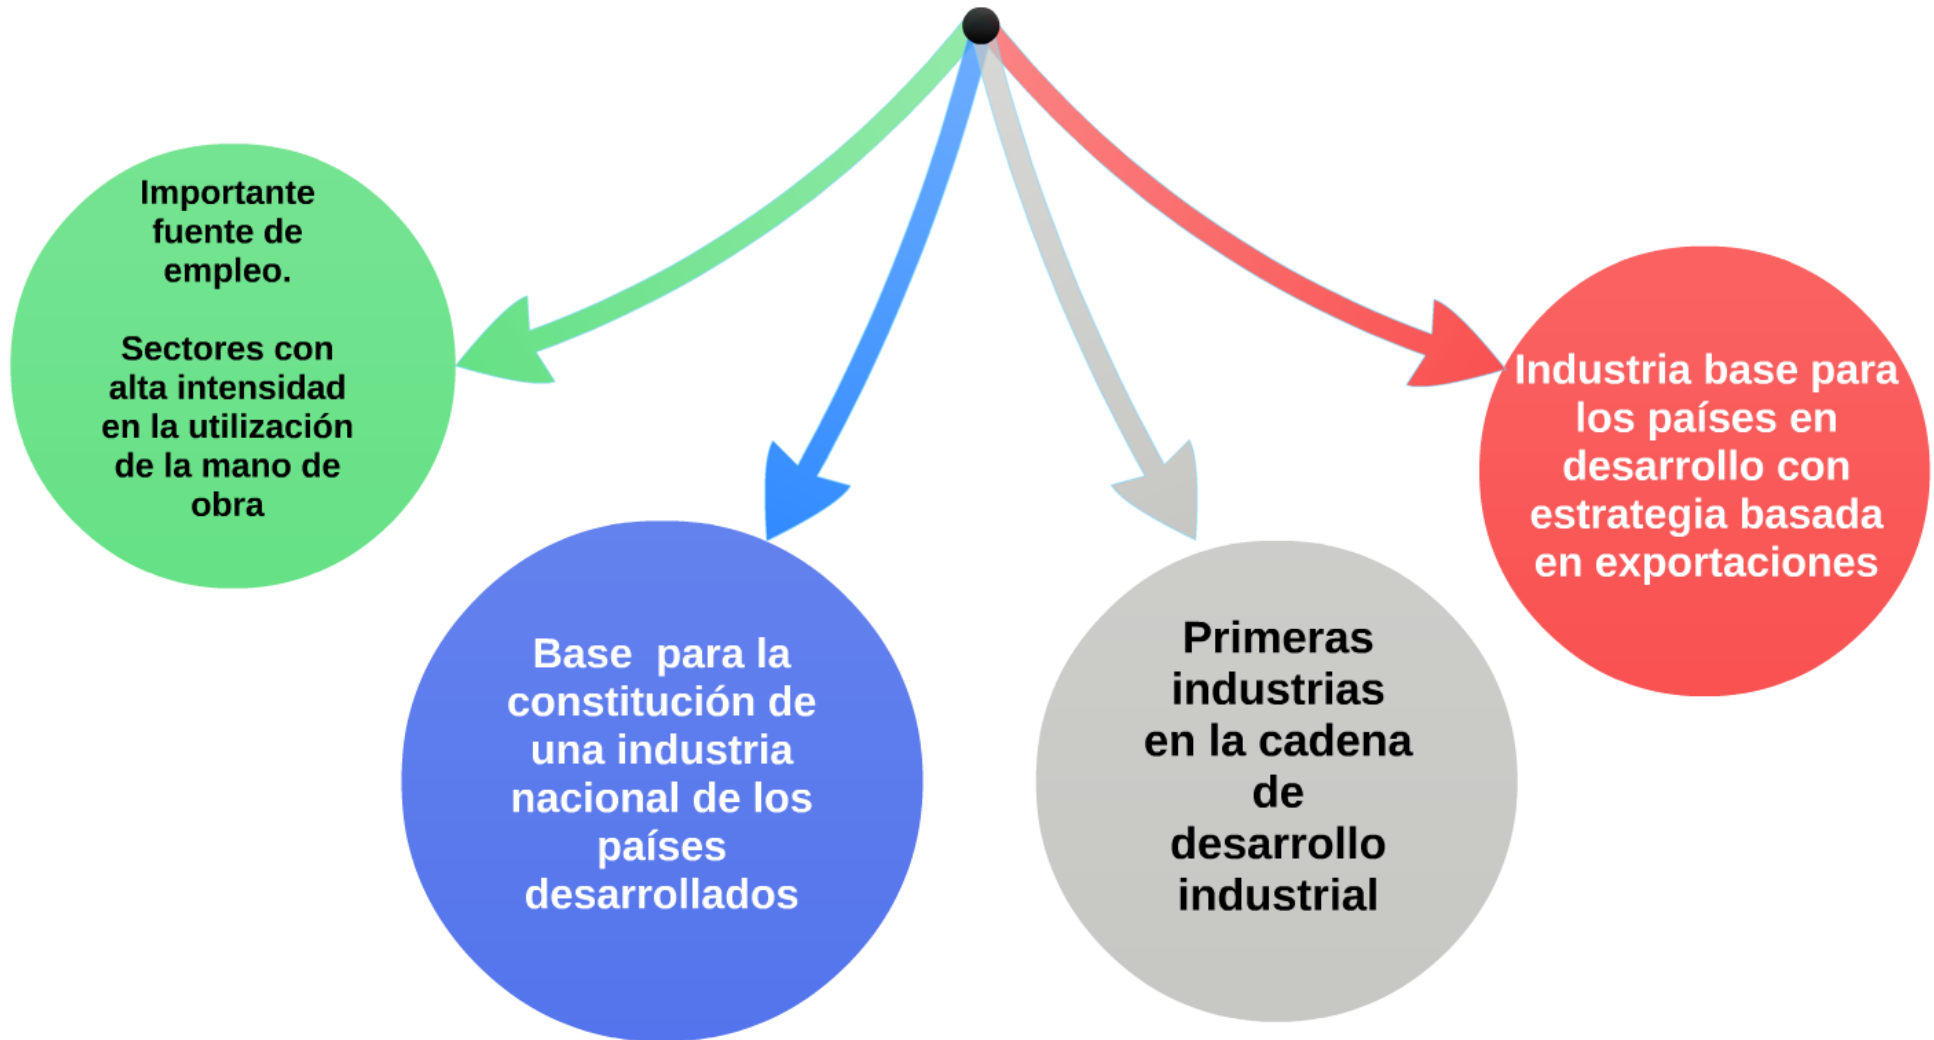 Importante
fuente de
empleo.
Sectores con
alta intensidad
en la utilización
de la mano de
obra
Base  para la
constitución de
una industria
nacional de los
países
desarrollados
Primeras
industrias
en la cadena
de
desarrollo
industrial
Industria base para
los países en
desarrollo con
estrategia basada
en exportaciones